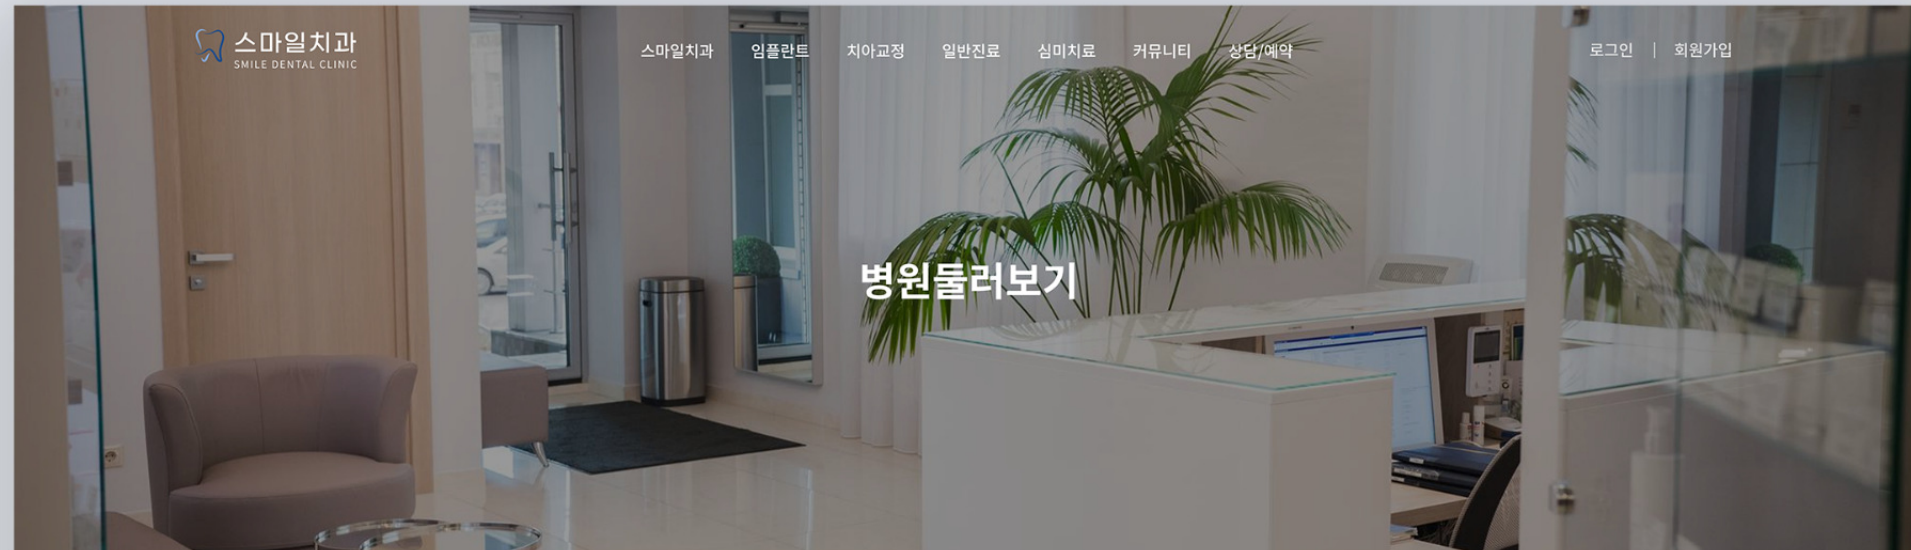 스마일치과
SMILE DENTAL CLINIC
스마일치과 임플란트 치아교정 일반진료 심미치료 커뮤니티 상담/예약
로그인 | 회원가입
병원둘러보기